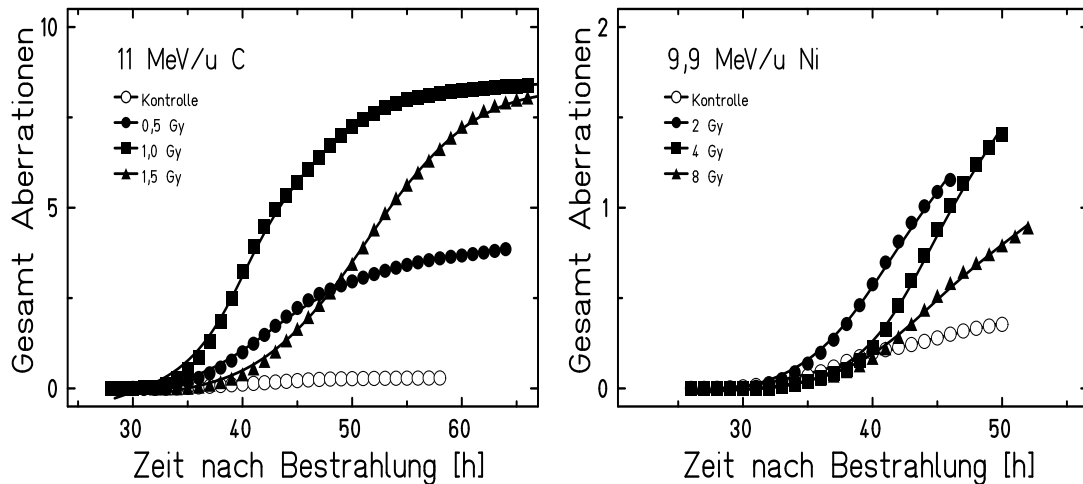 Gesamt Aberrationen
10
5
0
11 MeV/u C
Kontrolle
0,5 Gy
1,0 Gy
1,5 Gy
30 40 50 60
Zeit nach Bestrahlung [h]
Gesamt Aberrationen
2
1
0
9,9 MeV/u Ni
Kontrolle
2 Gy
4 Gy
8 Gy
30 40 50
Zeit nach Bestrahlung [h]